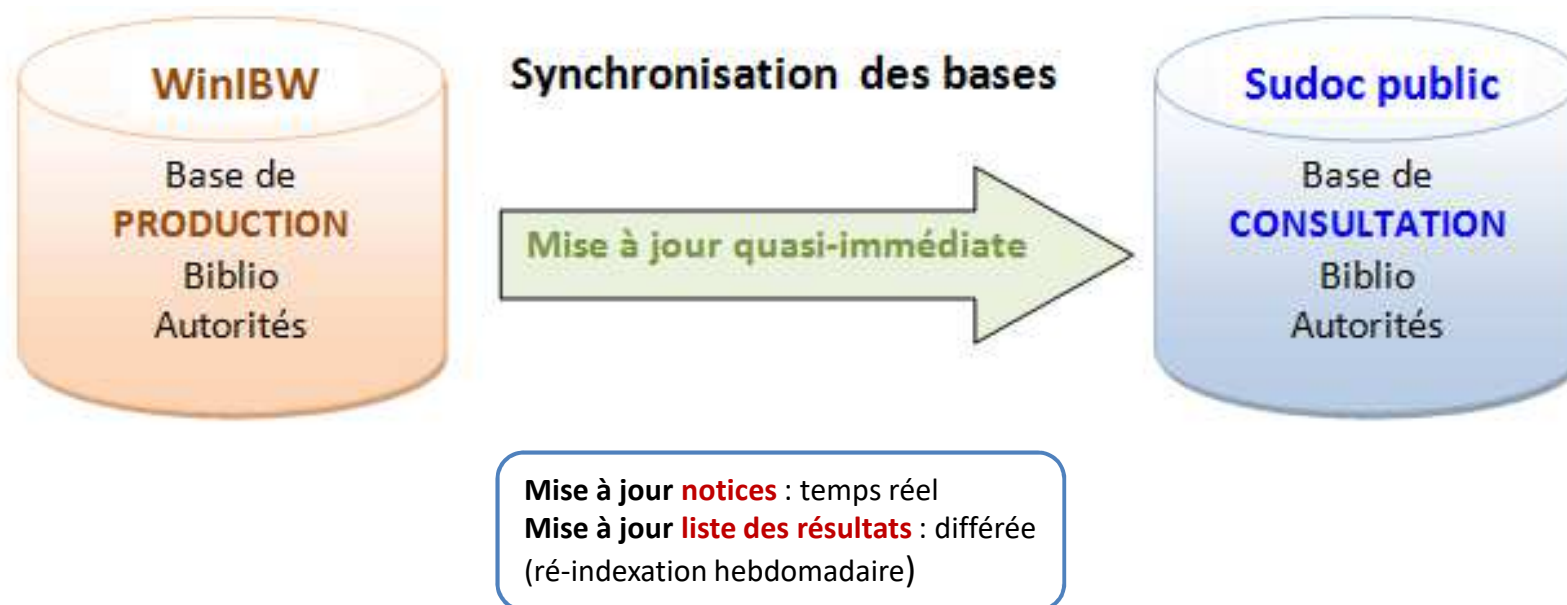 WinIBW
Base de
PRODUCTION
Biblio
Autorités
Synchronisation des bases
Mise à jour quasi-immédiate
Sudoc public
Base de
CONSULTATION
Biblio
Autorités
Mise à jour notices : temps réel
Mise à jour liste des résultats : différée
(ré-indexation hebdomadaire)